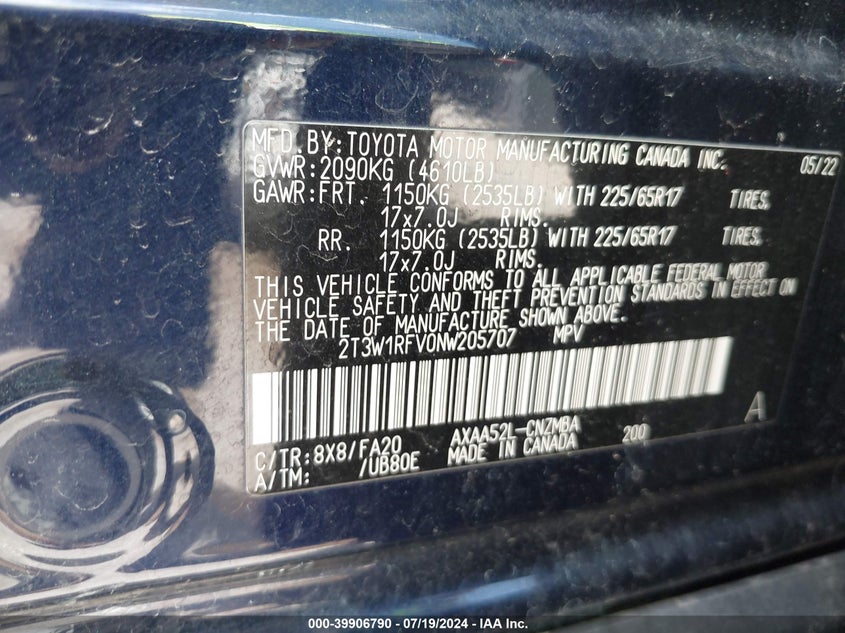 MFD.BY:TOYOTA MOTOR MANUFACTURING CANADA INC. 05/22
GVWR:2090KG (4610LB)
GAWR:FRT. 1150KG (2535LB) WITH 225/65R17 TIRES,
17x7.0J RIMS.
RR. 1150KG (2535LB) WITH 225/65R17 TIRES,
17x7.0J RIMS.
THIS VEHICLE CONFORMS TO ALL APPLICABLE FEDERAL MOTOR
VEHICLE SAFETY AND THEFT PREVENTION STANDARDS IN EFFECT ON
THE DATE OF MANUFACTURE SHOWN ABOVE.
2T3W1RFV0NW205707 MPV
A
C/TR:8X8/FA20 AXAA52L-CNZMBA 200
A/TM: /UB80E MADE IN CANADA
000-39906790 - 07/19/2024 - IAA Inc.